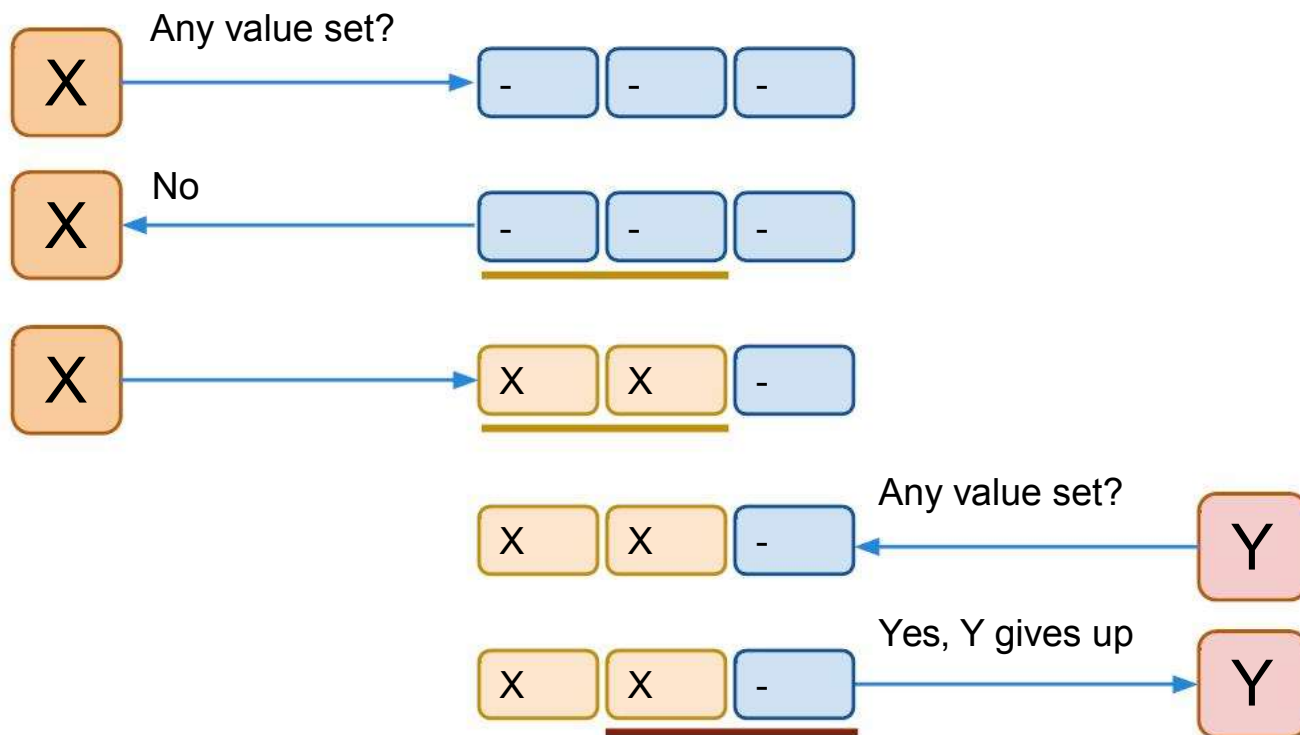 Any value set?
X - - -
No
X - - -
X X X -
Any value set?
X X - Y
Yes, Y gives up
X X - Y